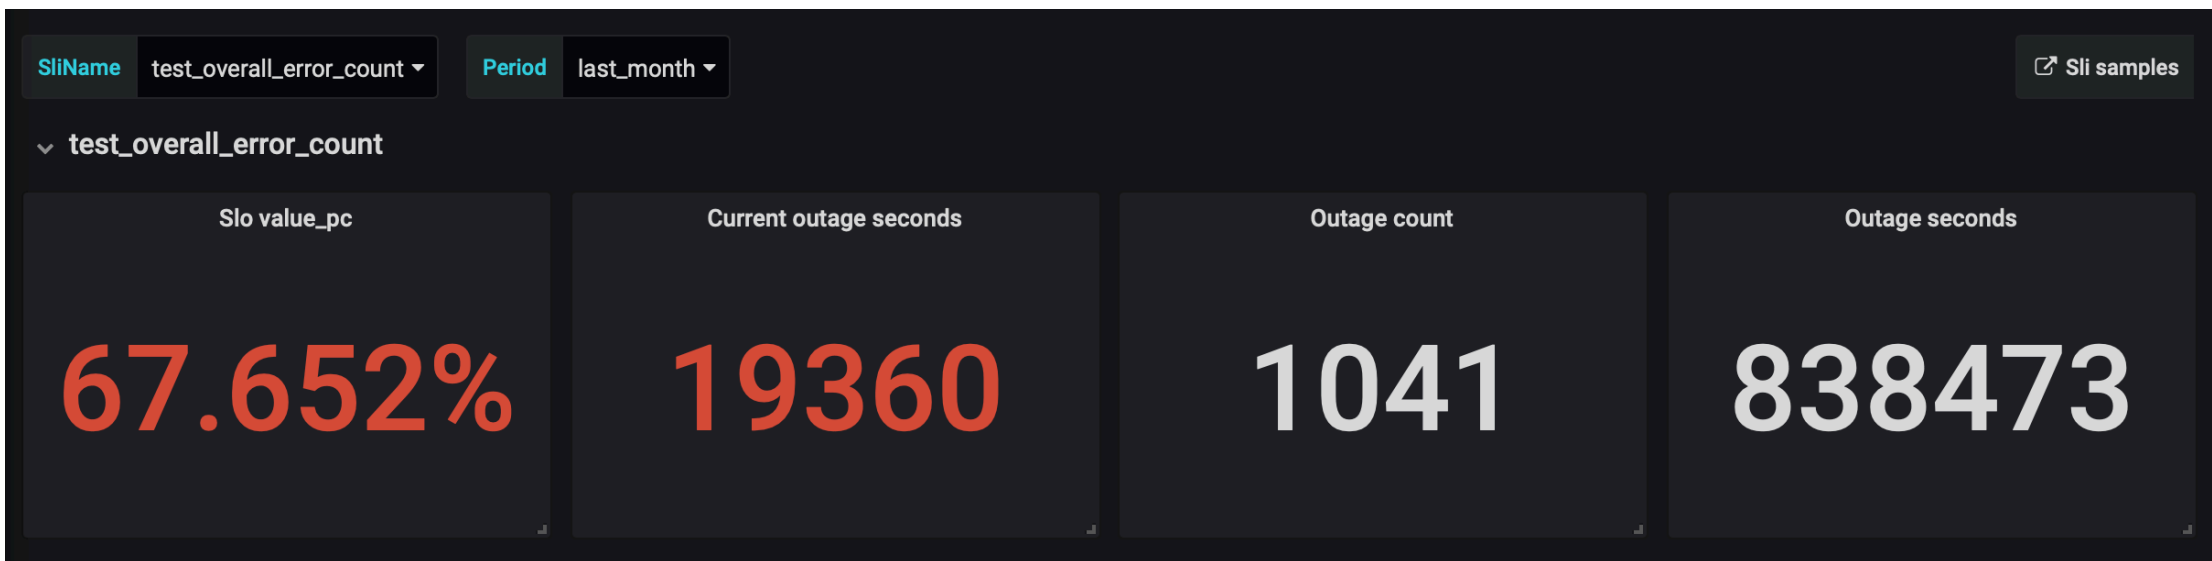 SliName test_overall_error_count Period last_month Sli samples
test_overall_error_count
Slo value_pc Current outage seconds Outage count Outage seconds
67.652% 19360 1041 838473